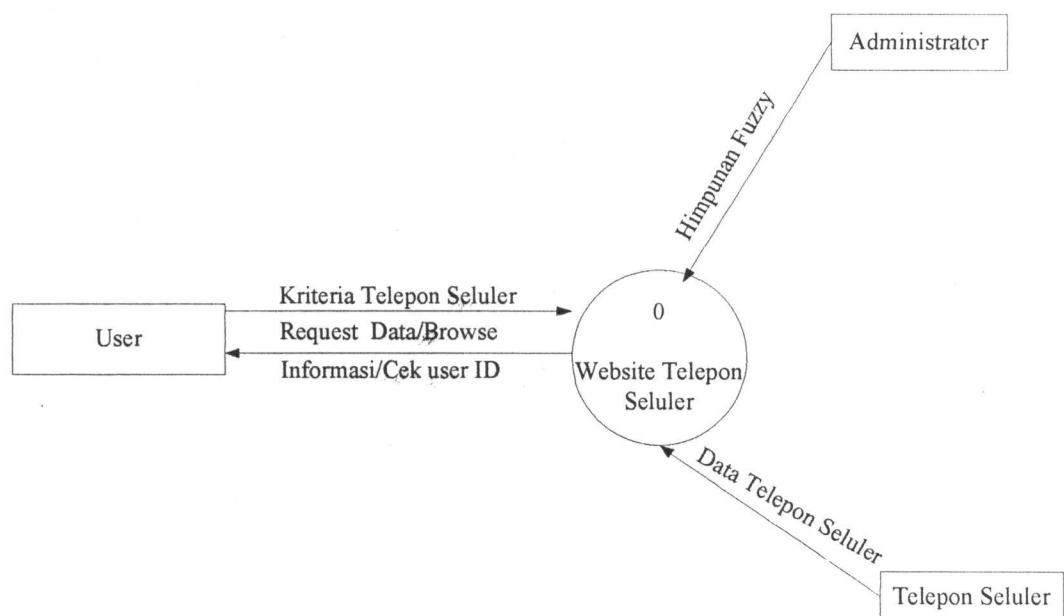 Administrator
Himpunan Fuzzy
Kriteria Telepon Seluler
Request Data/Browse
Informasi/Cek user ID
User
0
Website Telepon
Seluler
Data Telepon Seluler
Telepon Seluler